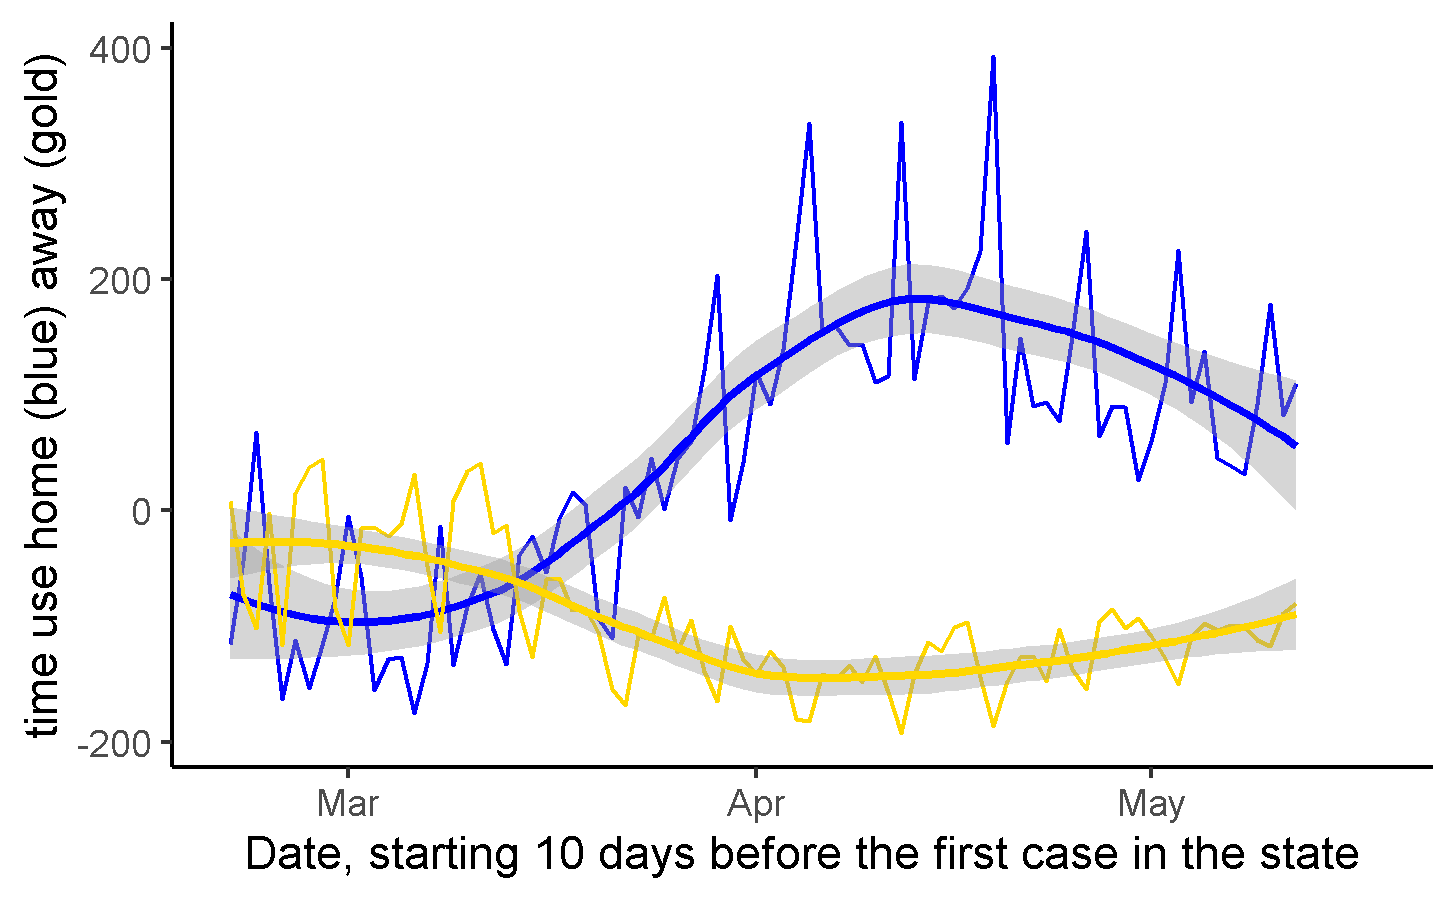 time use home (blue) away (gold)
400
200
0
-200
Mar
Apr
May
Date, starting 10 days before the first case in the state